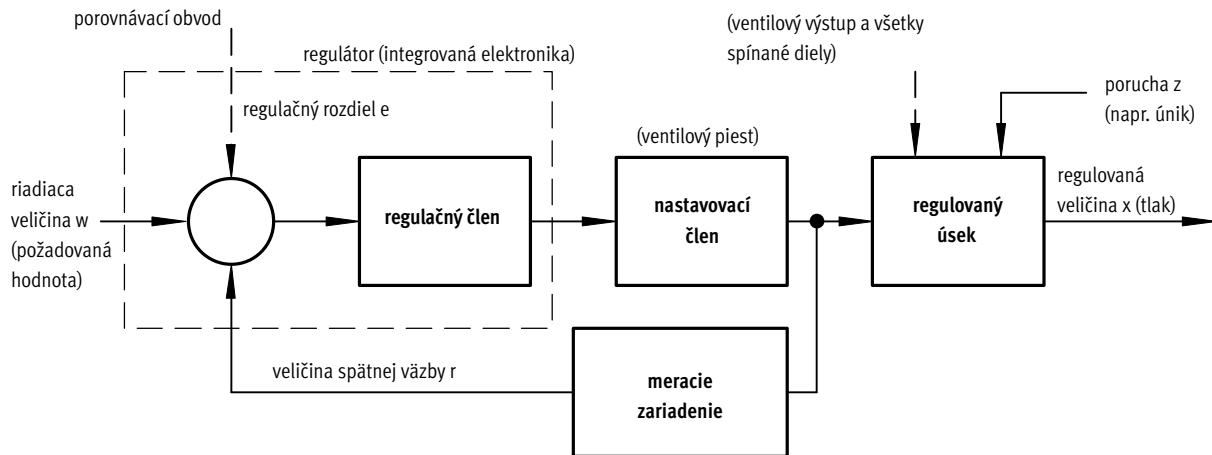 porovnávací obvod
regulátor (integrovaná elektronika)
(ventilový výstup a všetky
spínané diely)
porucha z
(napr. únik)
regulačný rozdiel e
(ventilový piest)
riadiaca
veličina w
(požadovaná
hodnota)
regulačný člen
nastavovací
člen
regulovaný
úsek
regulovaná
veličina x (tlak)
veličina spätnej väzby r
meracie
zariadenie